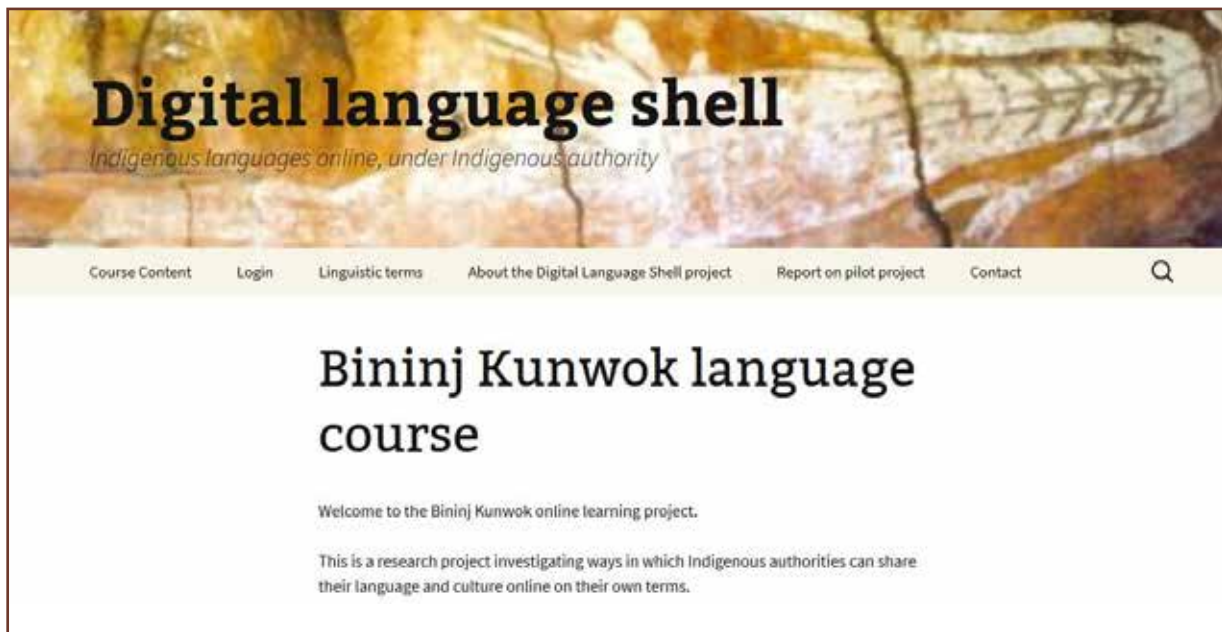 Digital language shell
Indigenous languages online, under Indigenous authority
Course Content Login Linguistic terms About the Digital Language Shell project Report on pilot project Contact
Bininj Kunwok language
course
Welcome to the Bininj Kunwok online learning project.
This is a research project investigating ways in which Indigenous authorities can share
their language and culture online on their own terms.